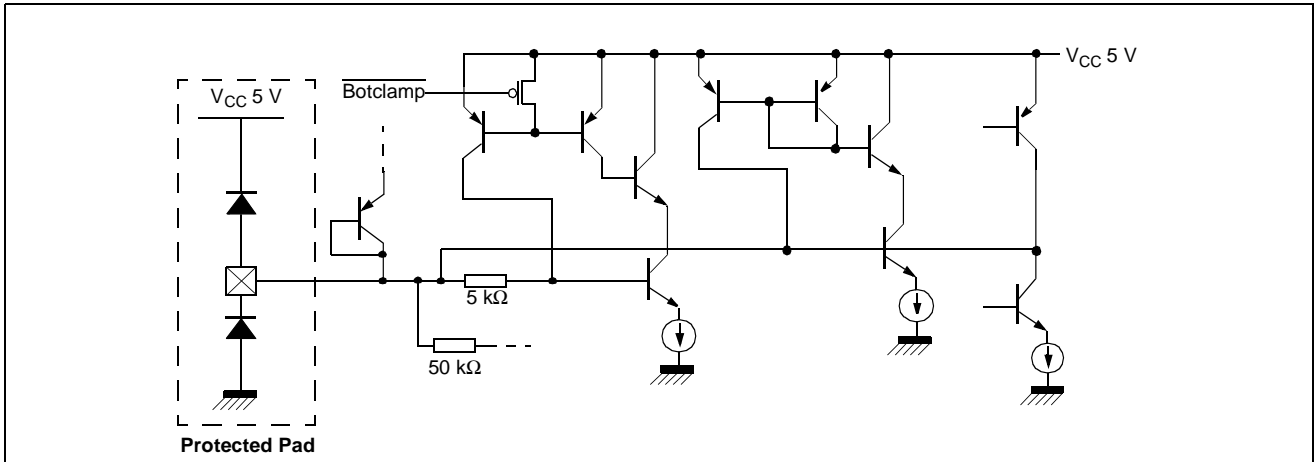 V_CC 5 V
Botclamp
V_CC 5 V
5 kΩ
50 kΩ
Protected Pad